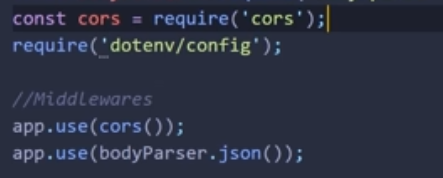 const cors = require('cors');
require('dotenv/config');
//Middlewares
app.use(cors());
app.use(bodyParser.json());